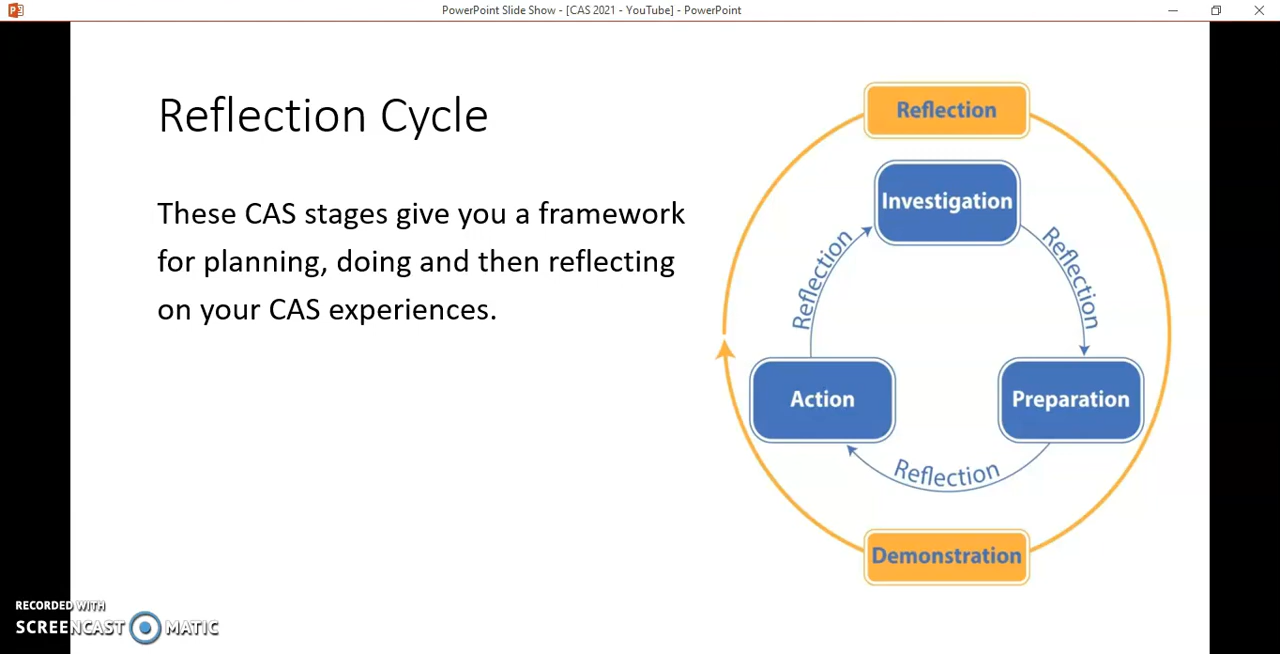 PowerPoint Slide Show - [CAS 2021 - YouTube] - PowerPoint
Reflection Cycle
These CAS stages give you a framework
for planning, doing and then reflecting
on your CAS experiences.
Reflection
Investigation
Reflection
Reflection
Action
Preparation
Reflection
Demonstration
RECORDED WITH
SCREENCAST MATIC